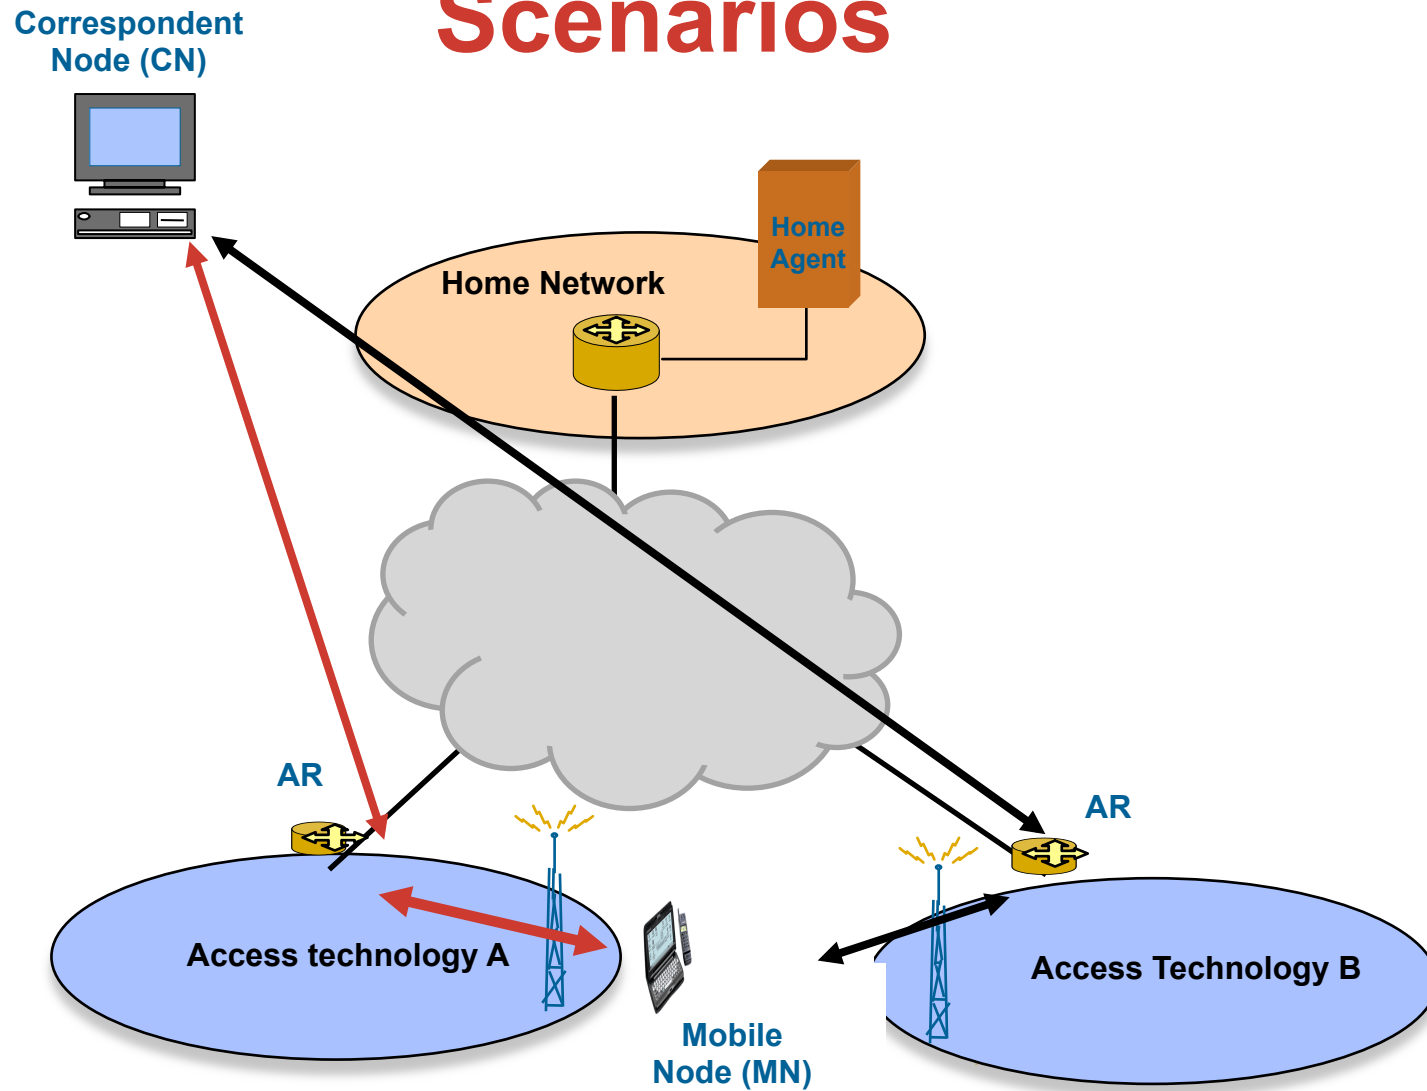 Scenarios
Correspondent
Node (CN)
Home
Agent
Home Network
AR
AR
Access technology A
Access Technology B
Mobile
Node (MN)